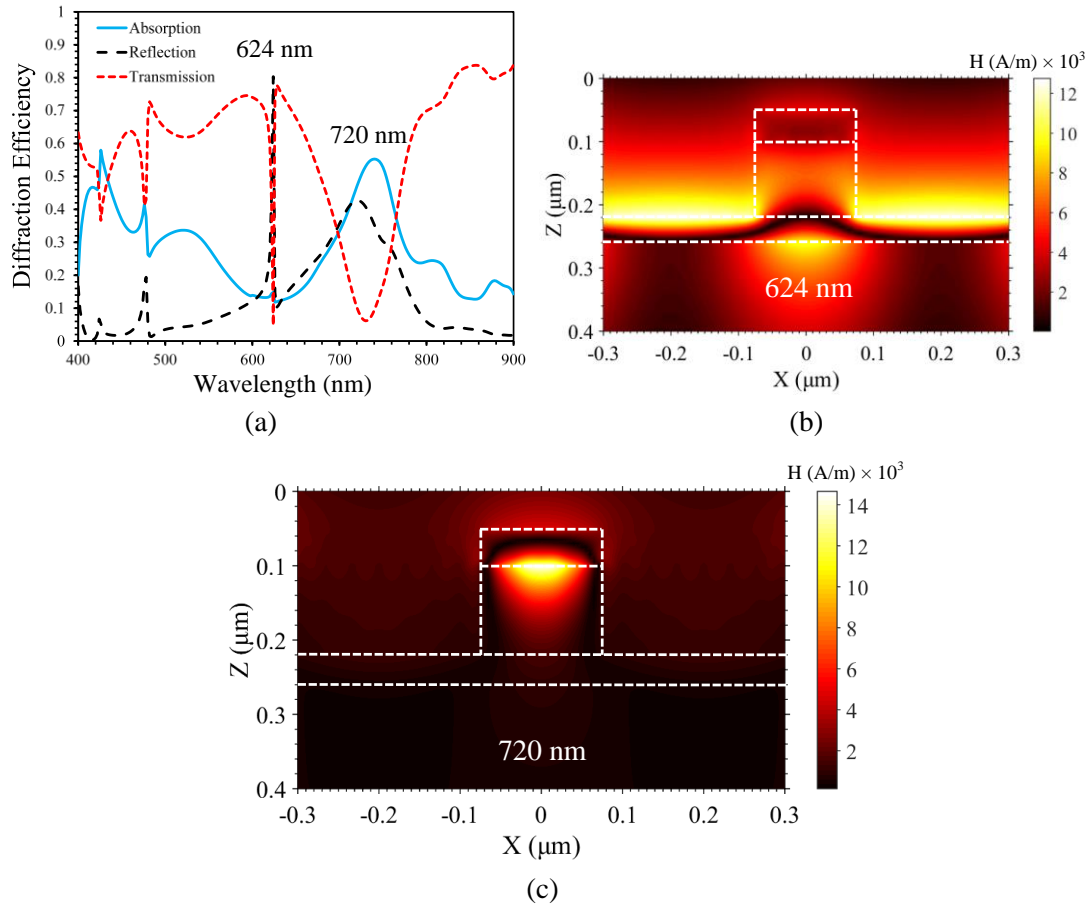 Absorption
Reflection
Transmission
624 nm
720 nm
Diffraction Efficiency
1
0.9
0.8
0.7
0.6
0.5
0.4
0.3
0.2
0.1
0
400 480 560 640 720 800 900
Wavelength (nm)
(a)
H (A/m) × 10³
Z (μm)
0
0.1
0.2
0.3
0.4
624 nm
-0.3 -0.2 -0.1 0 0.1 0.2 0.3
X (μm)
12
10
8
6
4
2
(b)
H (A/m) × 10³
Z (μm)
0
0.1
0.2
0.3
0.4
720 nm
-0.3 -0.2 -0.1 0 0.1 0.2 0.3
X (μm)
14
12
10
8
6
4
2
(c)